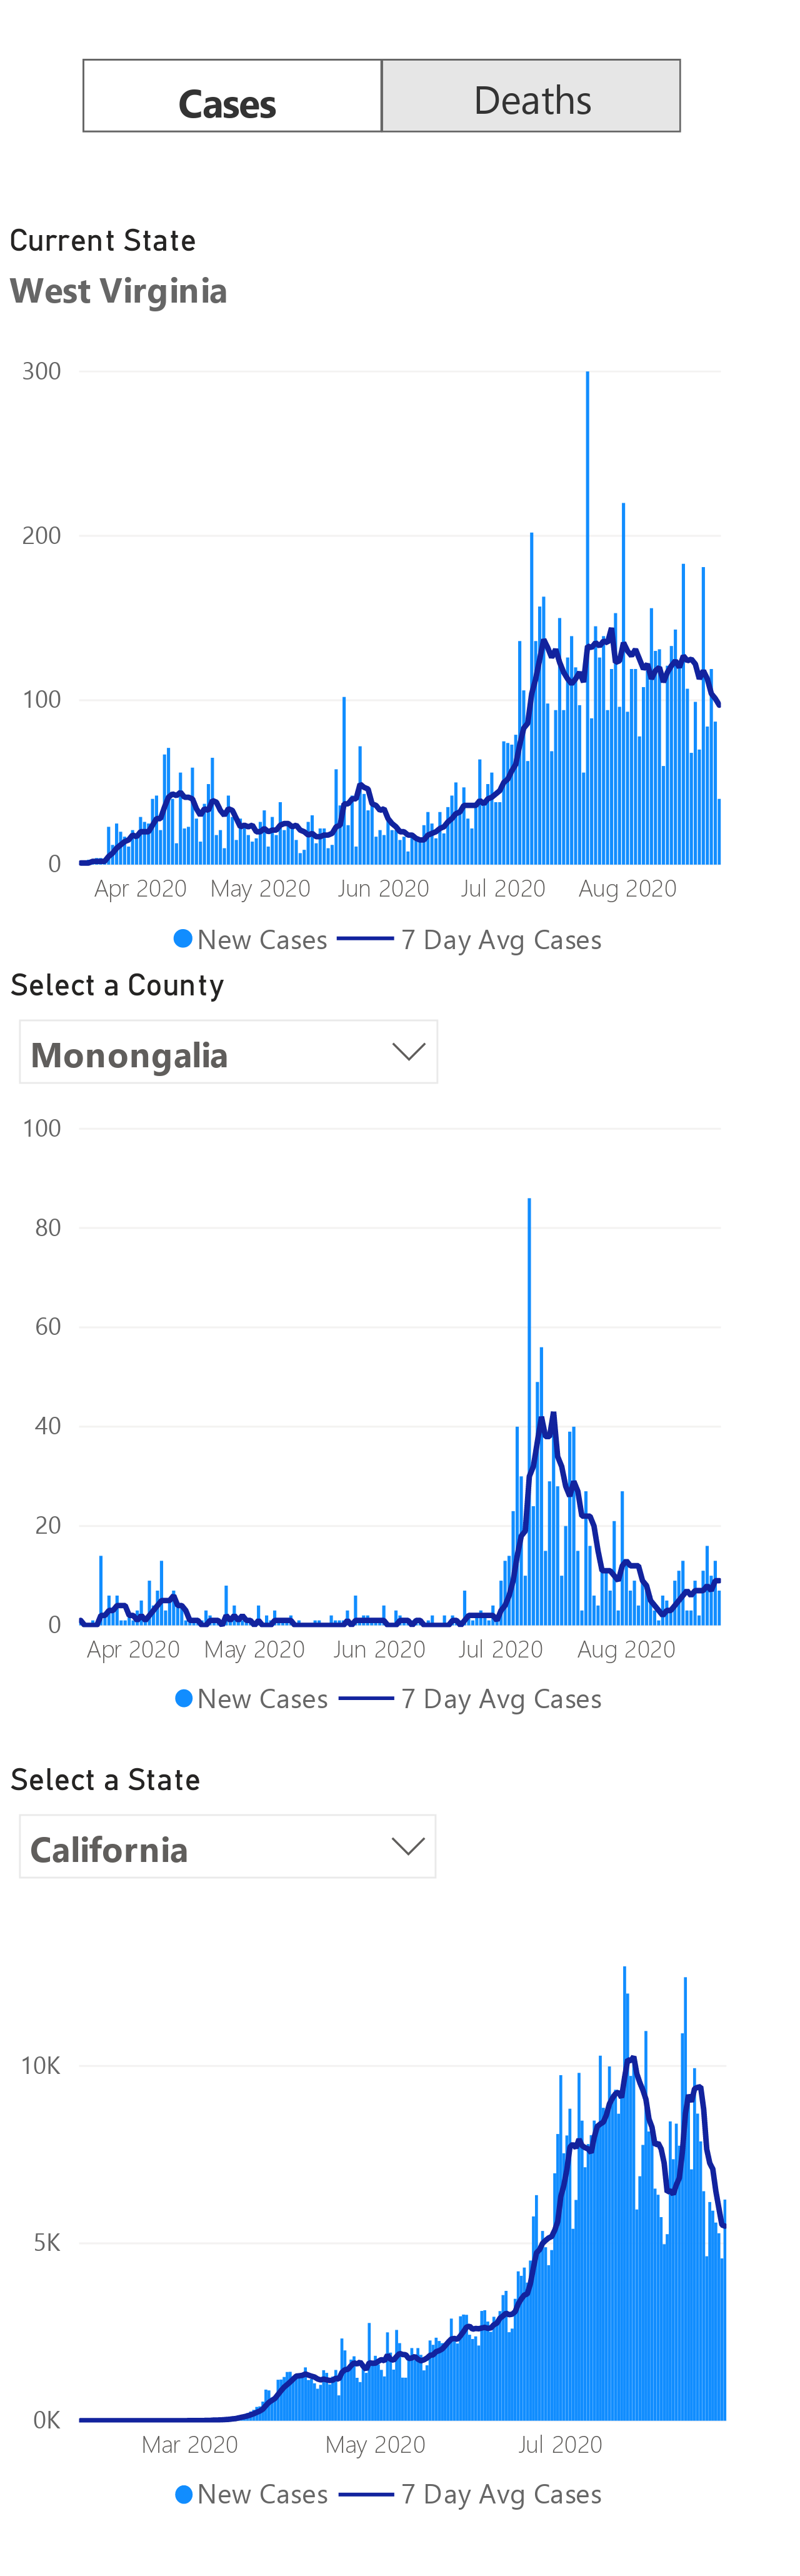 Cases Deaths
Current State
West Virginia
300
200
100
0
Apr 2020 May 2020 Jun 2020 Jul 2020 Aug 2020
New Cases 7 Day Avg Cases
Select a County
Monongalia
100
80
60
40
20
0
Apr 2020 May 2020 Jun 2020 Jul 2020 Aug 2020
New Cases 7 Day Avg Cases
Select a State
California
10K
5K
0K
Mar 2020 May 2020 Jul 2020
New Cases 7 Day Avg Cases